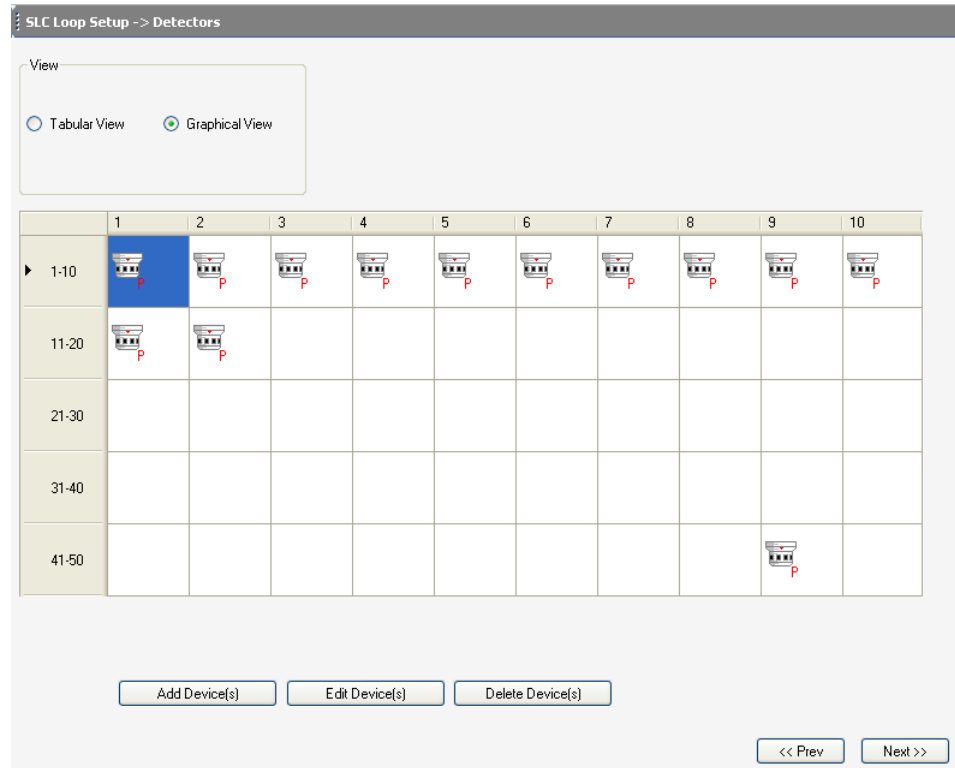 SLC Loop Setup -> Detectors
View
Tabular View Graphical View
1 2 3 4 5 6 7 8 9 10
1-10 P P P P P P P P P P
11-20 P P
21-30
31-40
41-50 P
Add Device(s) Edit Device(s) Delete Device(s)
<< Prev Next >>